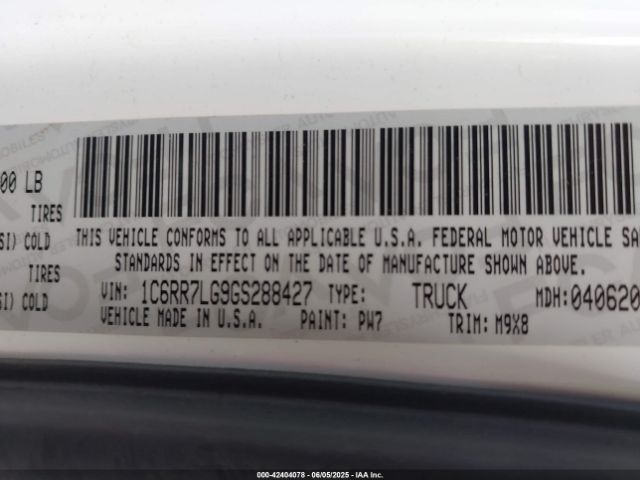 00 LB
TIRES
SI) COLD
TIRES
SI) COLD
THIS VEHICLE CONFORMS TO ALL APPLICABLE U.S.A. FEDERAL MOTOR VEHICLE SA
STANDARDS IN EFFECT ON THE DATE OF MANUFACTURE SHOWN ABOVE.
VIN: 1C6RR7LG9GS288427 TYPE: TRUCK MDH: 040620
VEHICLE MADE IN U.S.A. PAINT: PW7 TRIM: M9X8
000-42404078 - 06/05/2025 - IAA Inc.